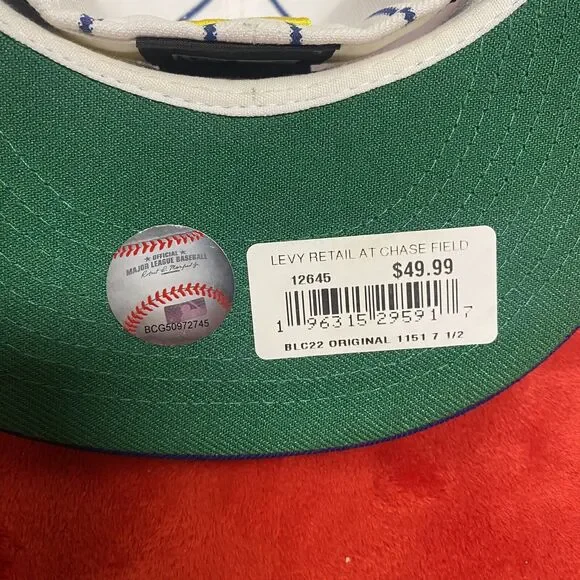 OFFICIAL
MAJOR LEAGUE BASEBALL
BCG50972745
LEVY RETAIL AT CHASE FIELD
12645 $49.99
1 96315 29591 7
BLC22 ORIGINAL 1151 7 1/2